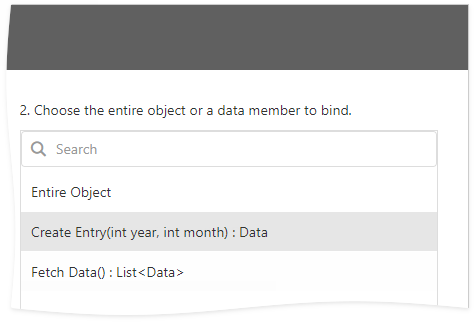 2. Choose the entire object or a data member to bind.
Search
Entire Object
Create Entry(int year, int month) : Data
Fetch Data() : List<Data>